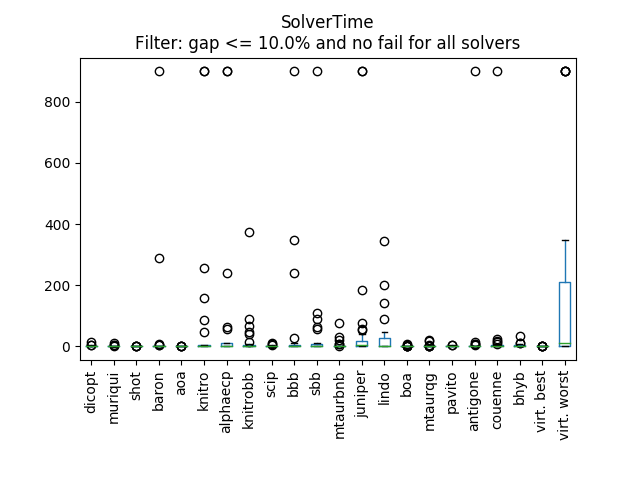 SolverTime
Filter: gap <= 10.0% and no fail for all solvers
800
600
400
200
0
dicopt
muriqui
shot
baron
aoa
knitro
alphaecp
knitrobb
scip
bbb
sbb
mtaurbnb
juniper
lindo
boa
mtaurqg
pavito
antigone
couenne
bhyb
virt. best
virt. worst